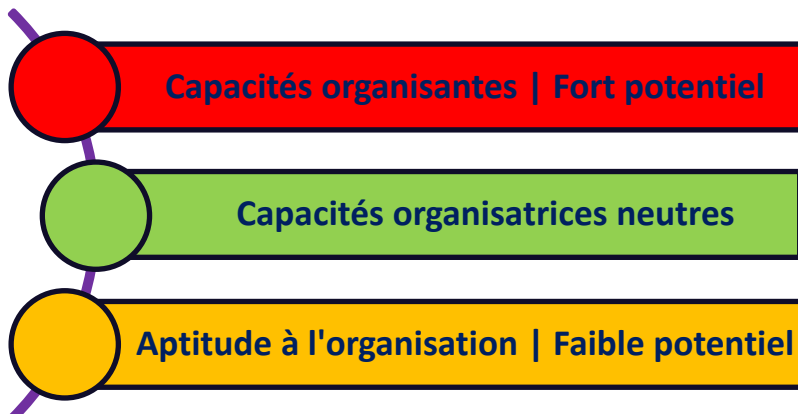 Capacités organisantes | Fort potentiel
Capacités organisatrices neutres
Aptitude à l'organisation | Faible potentiel